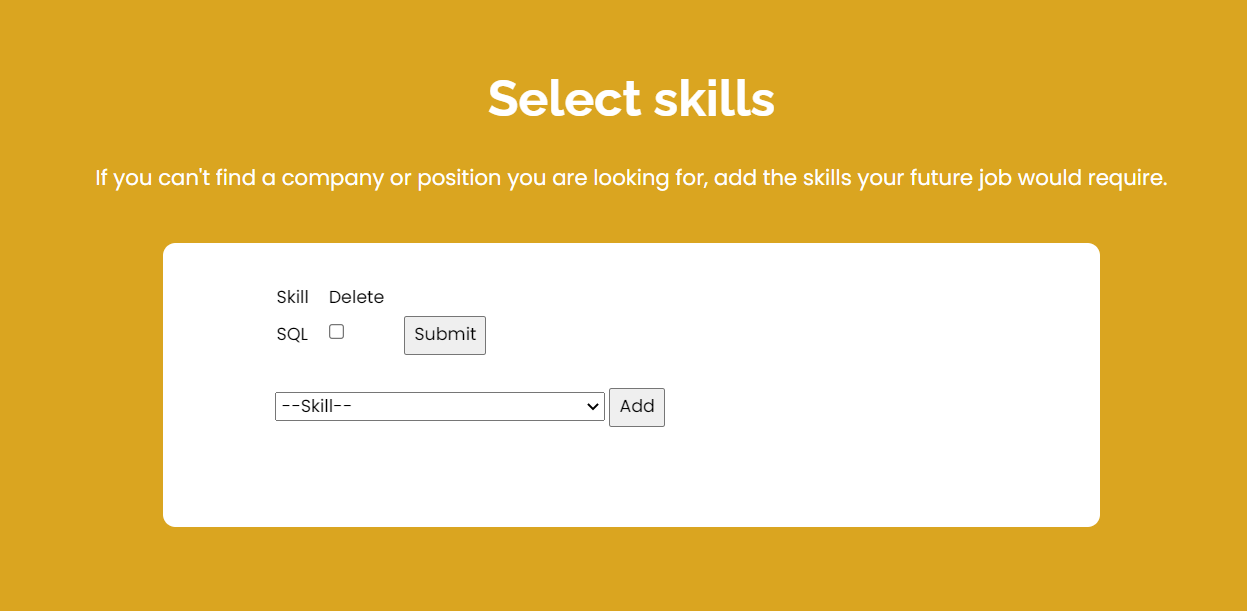 Select skills
If you can't find a company or position you are looking for, add the skills your future job would require.
Skill Delete
SQL Submit
--Skill-- Add